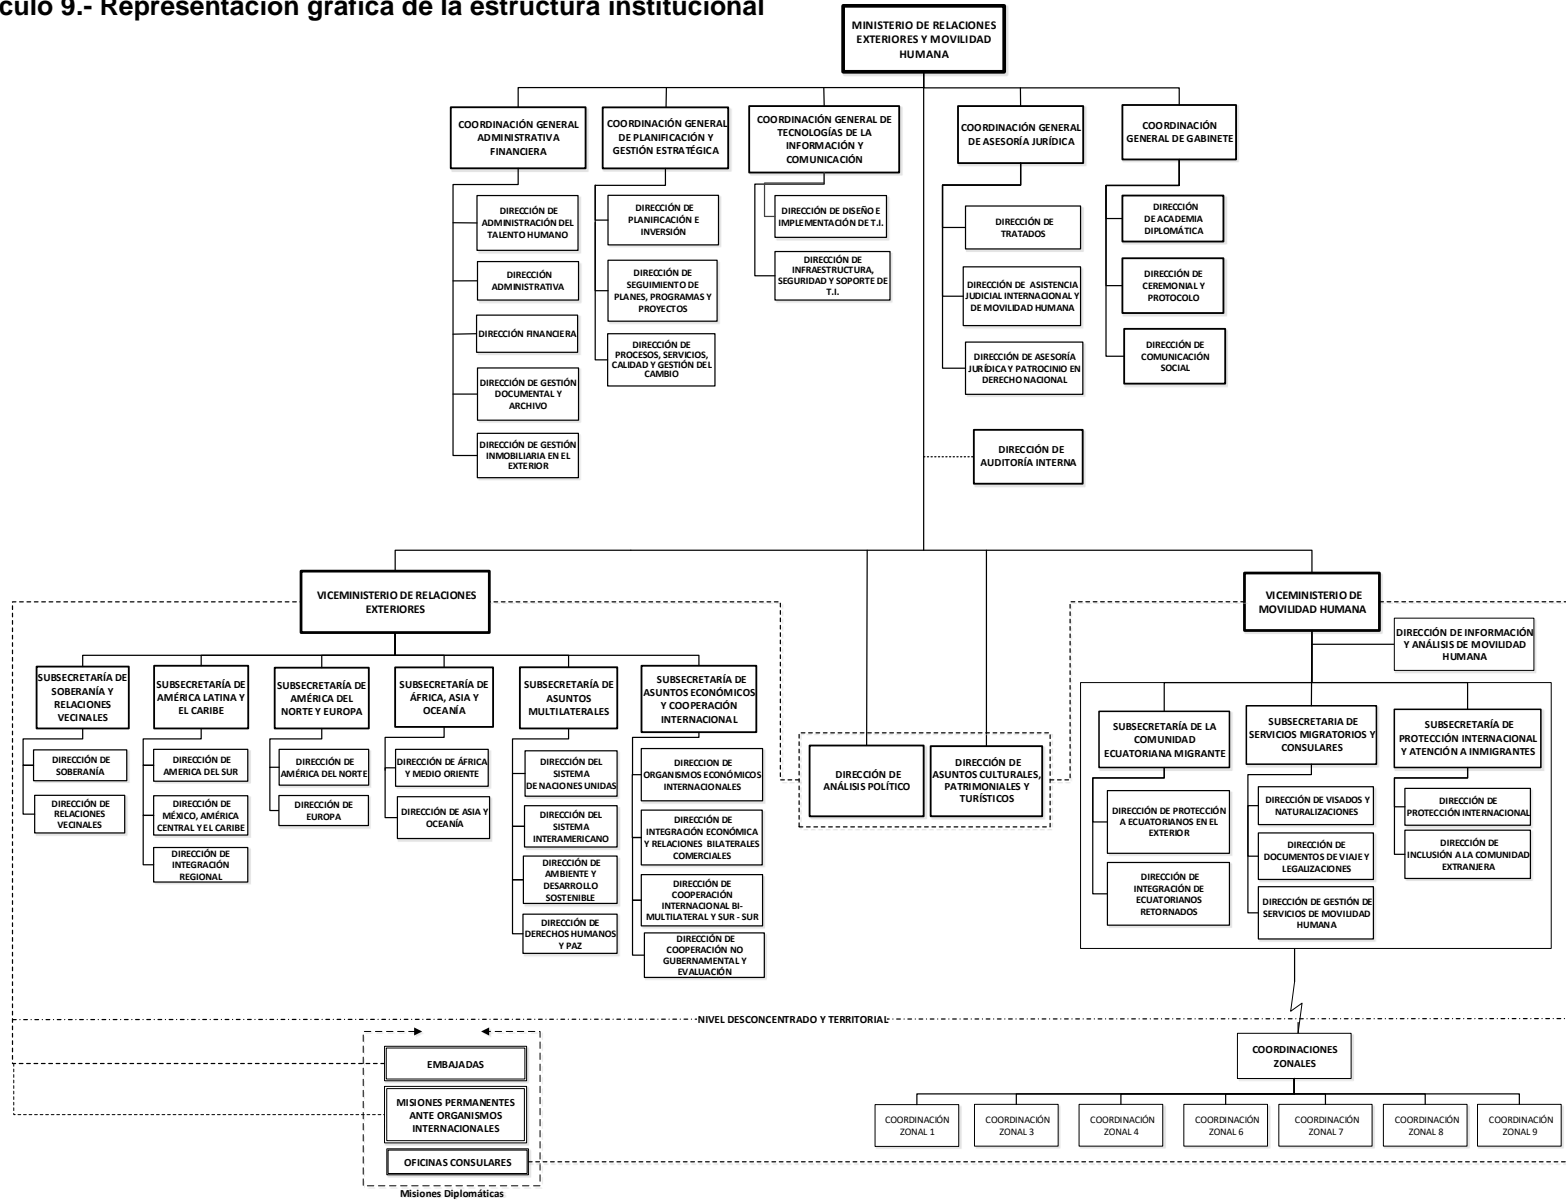 culo 9.- Representación gráfica de la estructura institucional
MINISTERIO DE RELACIONES
EXTERIORES Y MOVILIDAD
HUMANA
COORDINACIÓN GENERAL
ADMINISTRATIVA
FINANCIERA
COORDINACIÓN GENERAL
DE PLANIFICACIÓN Y
GESTIÓN ESTRATÉGICA
COORDINACIÓN GENERAL DE
TECNOLOGÍAS DE LA
INFORMACIÓN Y
COMUNICACIÓN
COORDINACIÓN GENERAL
DE ASESORÍA JURÍDICA
COORDINACIÓN
GENERAL DE GABINETE
DIRECCIÓN DE
ADMINISTRACIÓN DEL
TALENTO HUMANO
DIRECCIÓN
ADMINISTRATIVA
DIRECCIÓN FINANCIERA
DIRECCIÓN DE GESTIÓN
DOCUMENTAL Y
ARCHIVO
DIRECCIÓN DE GESTIÓN
INMOBILIARIA EN EL
EXTERIOR
DIRECCIÓN DE
PLANIFICACIÓN E
INVERSIÓN
DIRECCIÓN DE
SEGUIMIENTO DE
PLANES, PROGRAMAS Y
PROYECTOS
DIRECCIÓN DE
PROCESOS, SERVICIOS,
CALIDAD Y GESTIÓN DEL
CAMBIO
DIRECCIÓN DE DISEÑO E
IMPLEMENTACIÓN DE T.I.
DIRECCIÓN DE
INFRAESTRUCTURA,
SEGURIDAD Y SOPORTE DE
T.I.
DIRECCIÓN DE
TRATADOS
DIRECCIÓN DE ASISTENCIA
JUDICIAL INTERNACIONAL Y
DE MOVILIDAD HUMANA
DIRECCIÓN DE ASESORÍA
JURÍDICA Y PATROCINIO EN
DERECHO NACIONAL
DIRECCIÓN
DE ACADEMIA
DIPLOMÁTICA
DIRECCIÓN DE
CEREMONIAL Y
PROTOCOLO
DIRECCIÓN DE
COMUNICACIÓN
SOCIAL
DIRECCIÓN DE
AUDITORÍA INTERNA
VICEMINISTERIO DE RELACIONES
EXTERIORES
VICEMINISTERIO DE
MOVILIDAD HUMANA
DIRECCIÓN DE INFORMACIÓN
Y ANÁLISIS DE MOVILIDAD
HUMANA
SUBSECRETARÍA DE
SOBERANÍA Y
RELACIONES
VECINALES
SUBSECRETARÍA DE
AMÉRICA LATINA Y
EL CARIBE
SUBSECRETARÍA DE
AMÉRICA DEL
NORTE Y EUROPA
SUBSECRETARÍA DE
ÁFRICA, ASIA Y
OCEANÍA
SUBSECRETARÍA DE
ASUNTOS
MULTILATERALES
SUBSECRETARÍA DE
ASUNTOS ECONÓMICOS
Y COOPERACIÓN
INTERNACIONAL
DIRECCIÓN DE
SOBERANÍA
DIRECCIÓN DE
RELACIONES
VECINALES
DIRECCIÓN DE
AMERICA DEL SUR
DIRECCIÓN DE
MÉXICO, AMÉRICA
CENTRAL Y EL CARIBE
DIRECCIÓN DE
INTEGRACIÓN
REGIONAL
DIRECCIÓN DE
AMÉRICA DEL NORTE
DIRECCIÓN DE
EUROPA
DIRECCIÓN DE ÁFRICA
Y MEDIO ORIENTE
DIRECCIÓN DE ASIA Y
OCEANÍA
DIRECCIÓN DEL
SISTEMA
DE NACIONES UNIDAS
DIRECCIÓN DEL
SISTEMA
INTERAMERICANO
DIRECCIÓN DE
AMBIENTE Y
DESARROLLO
SOSTENIBLE
DIRECCIÓN DE
DERECHOS HUMANOS
Y PAZ
DIRECCION DE
ORGANISMOS ECONÓMICOS
INTERNACIONALES
DIRECCIÓN DE
INTEGRACIÓN ECONÓMICA
Y RELACIONES BILATERALES
COMERCIALES
DIRECCIÓN DE
COOPERACIÓN
INTERNACIONAL BI-
MULTILATERAL Y SUR - SUR
DIRECCIÓN DE
COOPERACIÓN NO
GUBERNAMENTAL Y
EVALUACIÓN
DIRECCIÓN DE
ANÁLISIS POLÍTICO
DIRECCIÓN DE
ASUNTOS CULTURALES,
PATRIMONIALES Y
TURÍSTICOS
SUBSECRETARÍA DE LA
COMUNIDAD
ECUATORIANA MIGRANTE
SUBSECRETARIA DE
SERVICIOS MIGRATORIOS Y
CONSULARES
SUBSECRETARÍA DE
PROTECCIÓN INTERNACIONAL
Y ATENCIÓN A INMIGRANTES
DIRECCIÓN DE PROTECCIÓN
A ECUATORIANOS EN EL
EXTERIOR
DIRECCIÓN DE
INTEGRACIÓN DE
ECUATORIANOS
RETORNADOS
DIRECCIÓN DE VISADOS Y
NATURALIZACIONES
DIRECCIÓN DE
DOCUMENTOS DE VIAJE Y
LEGALIZACIONES
DIRECCIÓN DE GESTIÓN DE
SERVICIOS DE MOVILIDAD
HUMANA
DIRECCIÓN DE
PROTECCIÓN INTERNACIONAL
DIRECCIÓN DE
INCLUSIÓN A LA COMUNIDAD
EXTRANJERA
NIVEL DESCONCENTRADO Y TERRITORIAL
EMBAJADAS
MISIONES PERMANENTES
ANTE ORGANISMOS
INTERNACIONALES
OFICINAS CONSULARES
Misiones Diplomáticas
COORDINACIONES
ZONALES
COORDINACIÓN
ZONAL 1
COORDINACIÓN
ZONAL 3
COORDINACIÓN
ZONAL 4
COORDINACIÓN
ZONAL 6
COORDINACIÓN
ZONAL 7
COORDINACIÓN
ZONAL 8
COORDINACIÓN
ZONAL 9